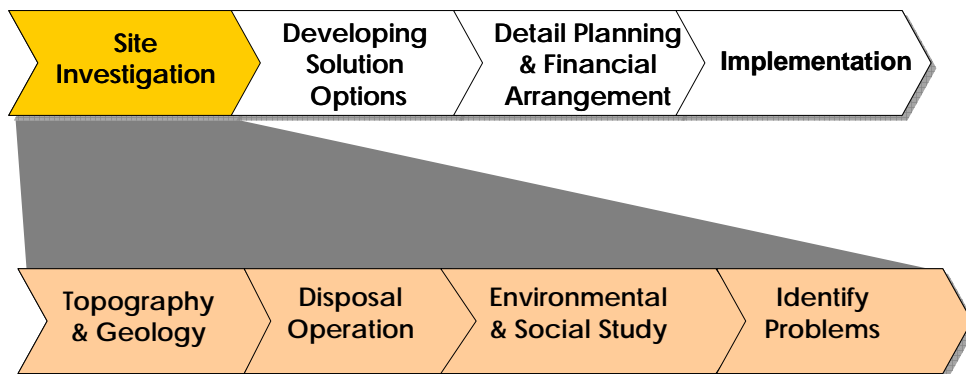 Site
Investigation
Developing
Solution
Options
Detail Planning
& Financial
Arrangement
Implementation
Topography
& Geology
Disposal
Operation
Environmental
& Social Study
Identify
Problems